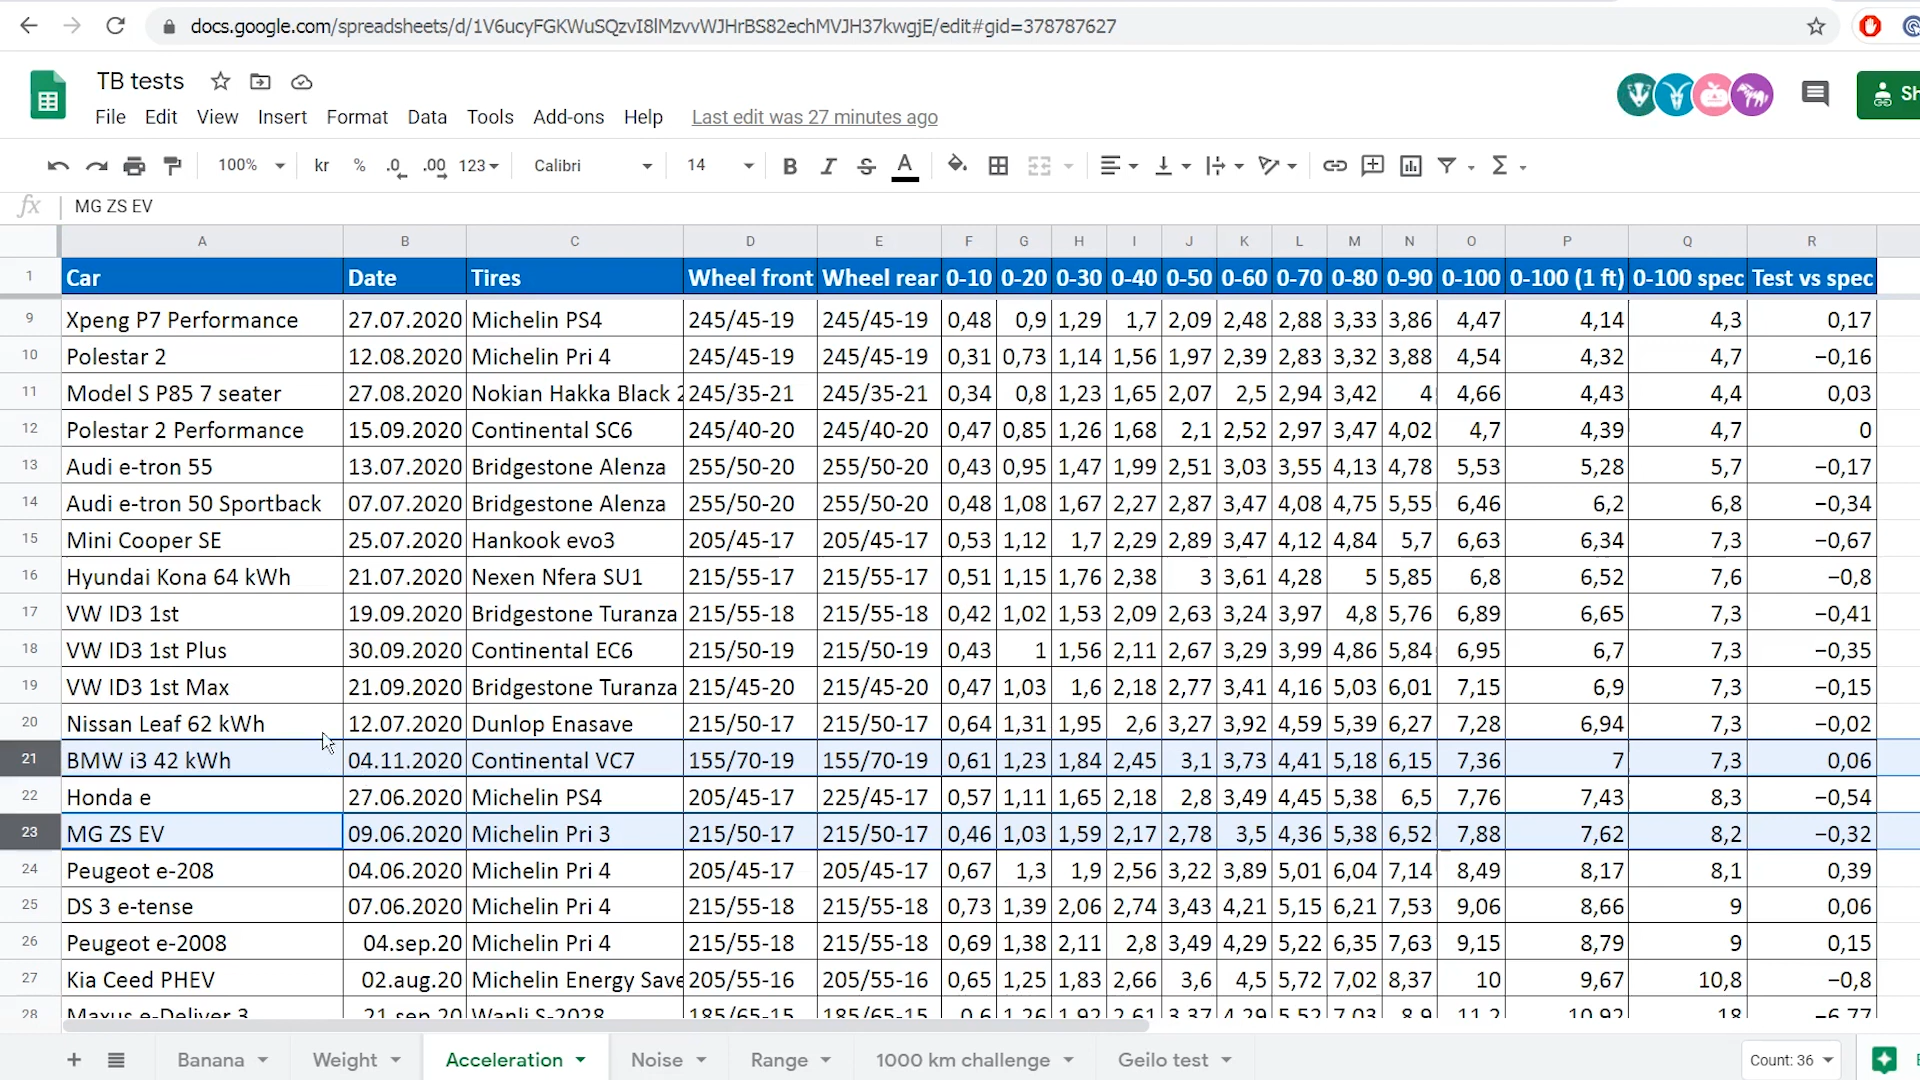 docs.google.com/spreadsheets/d/1V6ucyFGKWuSQzvI8lMzvvWJHrBS82echMVJH37kwgjE/edit#gid=378787627
TB tests
File Edit View Insert Format Data Tools Add-ons Help Last edit was 27 minutes ago
100% kr % .0 .00 123 Calibri 14 B I S A
fx MG ZS EV
A B C D E F G H I J K L M N O P Q R
1 Car Date Tires Wheel front Wheel rear 0-10 0-20 0-30 0-40 0-50 0-60 0-70 0-80 0-90 0-100 0-100 (1 ft) 0-100 spec Test vs spec
9 Xpeng P7 Performance 27.07.2020 Michelin PS4 245/45-19 245/45-19 0,48 0,9 1,29 1,7 2,09 2,48 2,88 3,33 3,86 4,47 4,14 4,3 0,17
10 Polestar 2 12.08.2020 Michelin Pri 4 245/45-19 245/45-19 0,31 0,73 1,14 1,56 1,97 2,39 2,83 3,32 3,88 4,54 4,32 4,7 −0,16
11 Model S P85 7 seater 27.08.2020 Nokian Hakka Black 2 245/35-21 245/35-21 0,34 0,8 1,23 1,65 2,07 2,5 2,94 3,42 4 4,66 4,43 4,4 0,03
12 Polestar 2 Performance 15.09.2020 Continental SC6 245/40-20 245/40-20 0,47 0,85 1,26 1,68 2,1 2,52 2,97 3,47 4,02 4,7 4,39 4,7 0
13 Audi e-tron 55 13.07.2020 Bridgestone Alenza 255/50-20 255/50-20 0,43 0,95 1,47 1,99 2,51 3,03 3,55 4,13 4,78 5,53 5,28 5,7 −0,17
14 Audi e-tron 50 Sportback 07.07.2020 Bridgestone Alenza 255/50-20 255/50-20 0,48 1,08 1,67 2,27 2,87 3,47 4,08 4,75 5,55 6,46 6,2 6,8 −0,34
15 Mini Cooper SE 25.07.2020 Hankook evo3 205/45-17 205/45-17 0,53 1,12 1,7 2,29 2,89 3,47 4,12 4,84 5,7 6,63 6,34 7,3 −0,67
16 Hyundai Kona 64 kWh 21.07.2020 Nexen Nfera SU1 215/55-17 215/55-17 0,51 1,15 1,76 2,38 3 3,61 4,28 5 5,85 6,8 6,52 7,6 −0,8
17 VW ID3 1st 19.09.2020 Bridgestone Turanza 215/55-18 215/55-18 0,42 1,02 1,53 2,09 2,63 3,24 3,97 4,8 5,76 6,89 6,65 7,3 −0,41
18 VW ID3 1st Plus 30.09.2020 Continental EC6 215/50-19 215/50-19 0,43 1 1,56 2,11 2,67 3,29 3,99 4,86 5,84 6,95 6,7 7,3 −0,35
19 VW ID3 1st Max 21.09.2020 Bridgestone Turanza 215/45-20 215/45-20 0,47 1,03 1,6 2,18 2,77 3,41 4,16 5,03 6,01 7,15 6,9 7,3 −0,15
20 Nissan Leaf 62 kWh 12.07.2020 Dunlop Enasave 215/50-17 215/50-17 0,64 1,31 1,95 2,6 3,27 3,92 4,59 5,39 6,27 7,28 6,94 7,3 −0,02
21 BMW i3 42 kWh 04.11.2020 Continental VC7 155/70-19 155/70-19 0,61 1,23 1,84 2,45 3,1 3,73 4,41 5,18 6,15 7,36 7 7,3 0,06
22 Honda e 27.06.2020 Michelin PS4 205/45-17 225/45-17 0,57 1,11 1,65 2,18 2,8 3,49 4,45 5,38 6,5 7,76 7,43 8,3 −0,54
23 MG ZS EV 09.06.2020 Michelin Pri 3 215/50-17 215/50-17 0,46 1,03 1,59 2,17 2,78 3,5 4,36 5,38 6,52 7,88 7,62 8,2 −0,32
24 Peugeot e-208 04.06.2020 Michelin Pri 4 205/45-17 205/45-17 0,67 1,3 1,9 2,56 3,22 3,89 5,01 6,04 7,14 8,49 8,17 8,1 0,39
25 DS 3 e-tense 07.06.2020 Michelin Pri 4 215/55-18 215/55-18 0,73 1,39 2,06 2,74 3,43 4,21 5,15 6,21 7,53 9,06 8,66 9 0,06
26 Peugeot e-2008 04.sep.20 Michelin Pri 4 215/55-18 215/55-18 0,69 1,38 2,11 2,8 3,49 4,29 5,22 6,35 7,63 9,15 8,79 9 0,15
27 Kia Ceed PHEV 02.aug.20 Michelin Energy Save 205/55-16 205/55-16 0,65 1,25 1,83 2,66 3,6 4,5 5,72 7,02 8,37 10 9,67 10,8 −0,8
28 Maxus e-Deliver 3 21.sep.20 Wanli S-2028 185/65-15 185/65-15 0,6 1,26 1,92 2,61 3,37 4,29 5,52 7,03 8,9 11,2 10,92 18 −6,77
+ Banana Weight Acceleration Noise Range 1000 km challenge Geilo test Count: 36